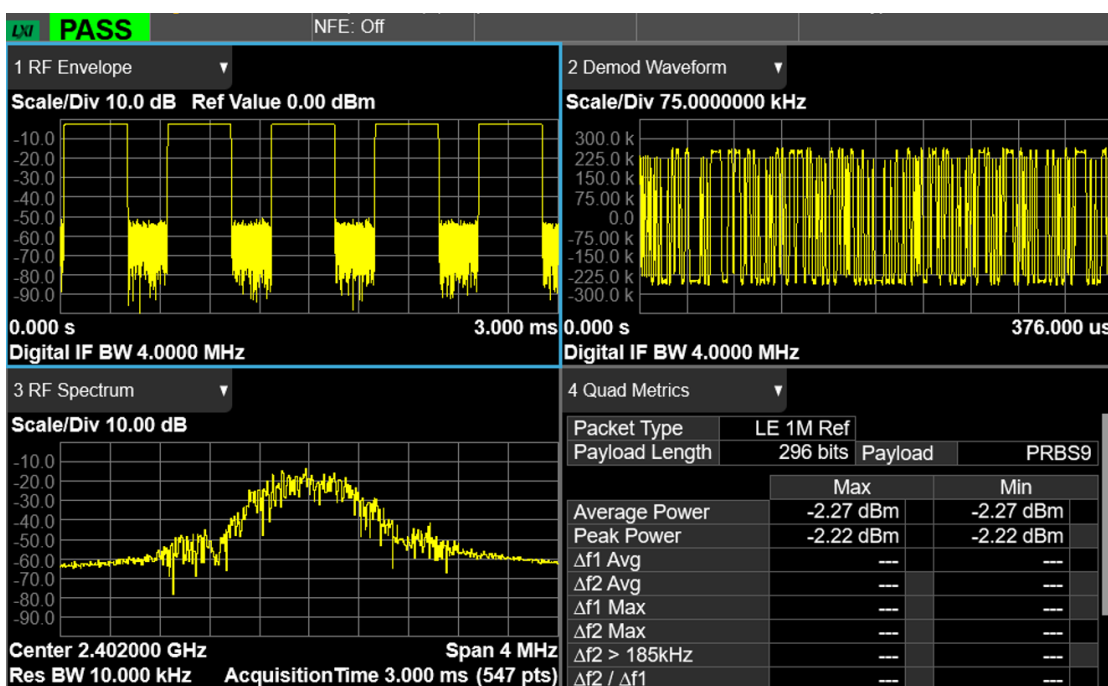 LXI PASS NFE: Off
1 RF Envelope
Scale/Div 10.0 dB Ref Value 0.00 dBm
-10.0
-20.0
-30.0
-40.0
-50.0
-60.0
-70.0
-80.0
-90.0
0.000 s 3.000 ms
Digital IF BW 4.0000 MHz
2 Demod Waveform
Scale/Div 75.0000000 kHz
300.0 k
225.0 k
150.0 k
75.00 k
0.0
-75.00 k
-150.0 k
-225.0 k
-300.0 k
0.000 s 376.000 us
Digital IF BW 4.0000 MHz
3 RF Spectrum
Scale/Div 10.00 dB
-10.0
-20.0
-30.0
-40.0
-50.0
-60.0
-70.0
-80.0
-90.0
Center 2.402000 GHz Span 4 MHz
Res BW 10.000 kHz Acquisition Time 3.000 ms (547 pts)
4 Quad Metrics
Packet Type LE 1M Ref
Payload Length 296 bits Payload PRBS9
Max Min
Average Power -2.27 dBm -2.27 dBm
Peak Power -2.22 dBm -2.22 dBm
Δf1 Avg --- ---
Δf2 Avg --- ---
Δf1 Max --- ---
Δf2 Max --- ---
Δf2 > 185kHz --- ---
Δf2 / Δf1 --- ---